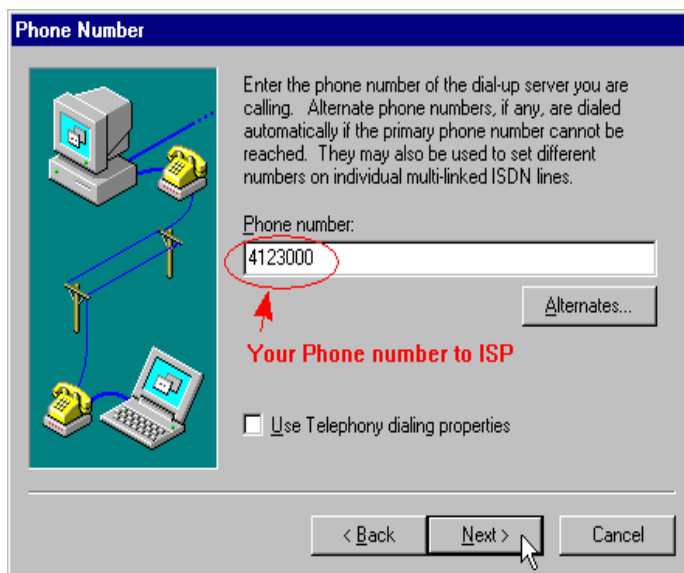 Phone Number
Enter the phone number of the dial-up server you are
calling.  Alternate phone numbers, if any, are dialed
automatically if the primary phone number cannot be
reached.  They may also be used to set different
numbers on individual multi-linked ISDN lines.
Phone number:
4123000
Alternates...
Your Phone number to ISP
Use Telephony dialing properties
< Back
Next >
Cancel